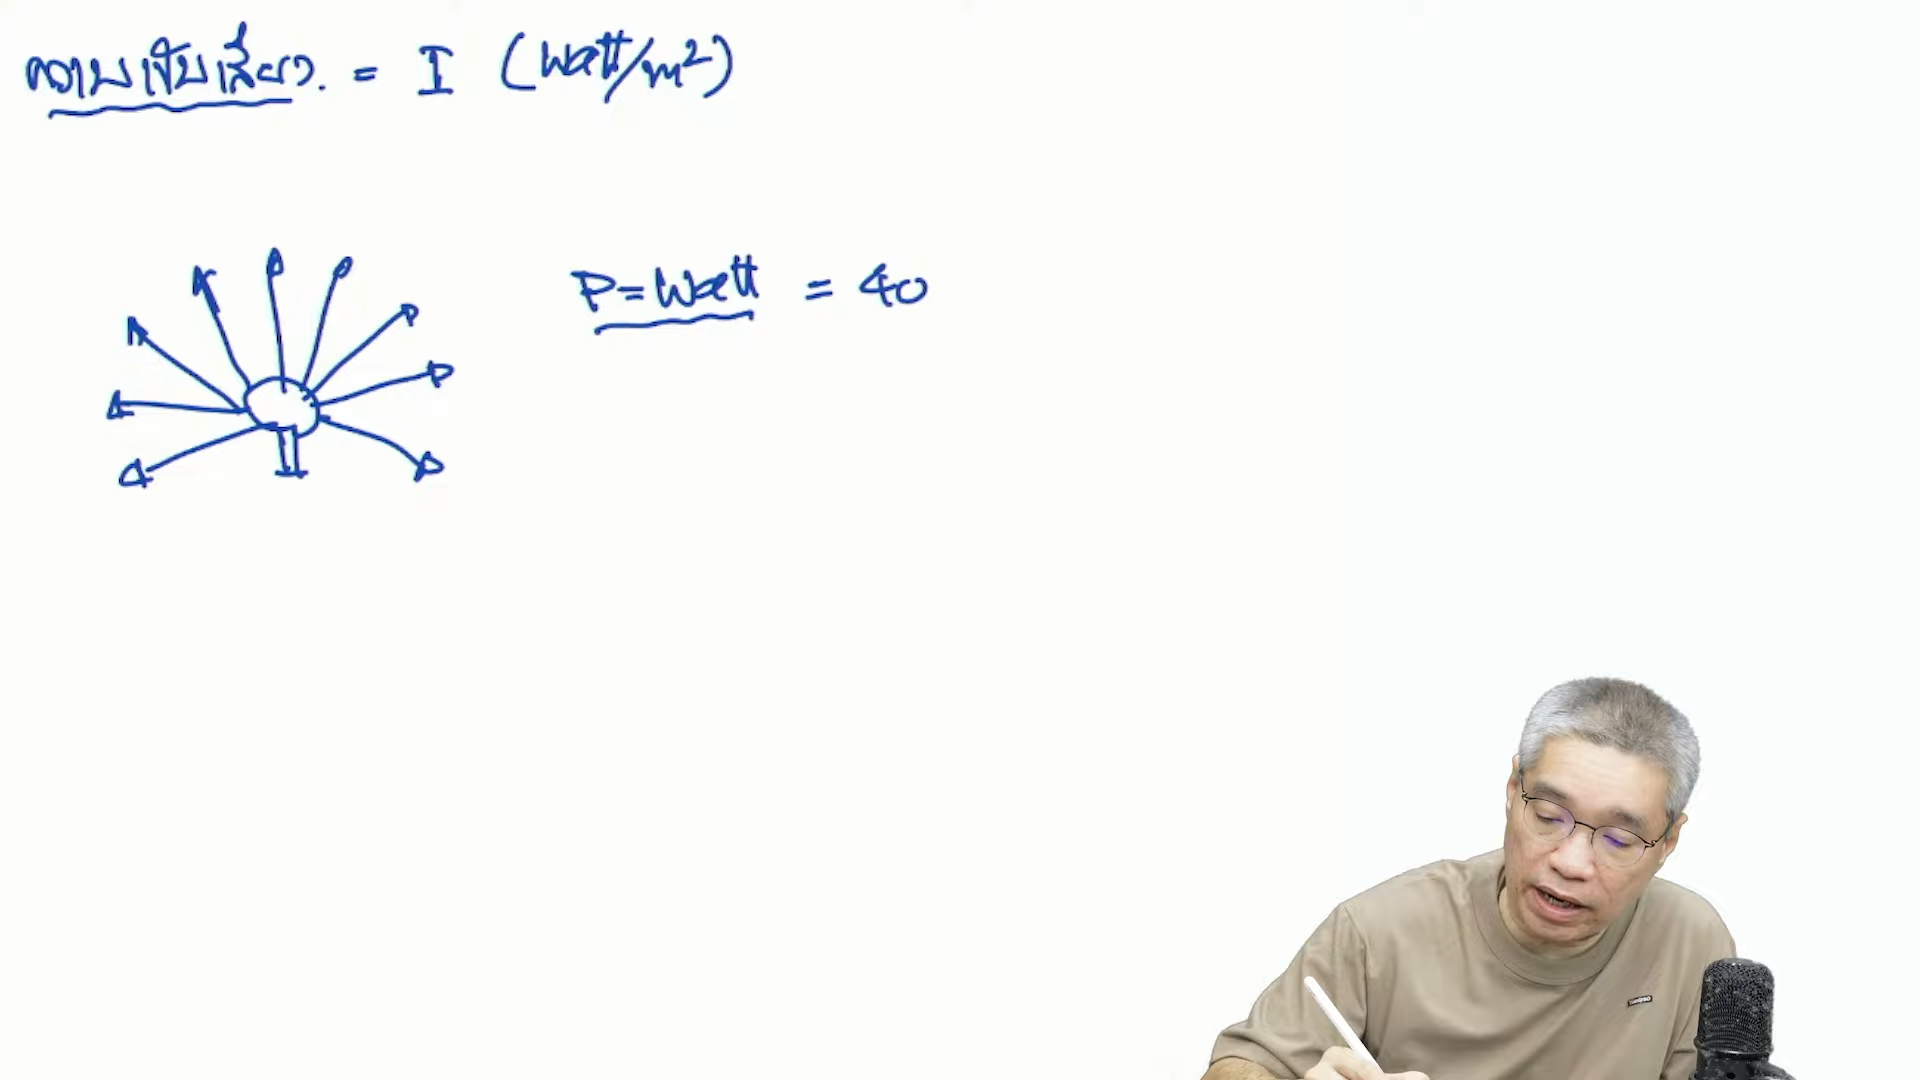 ความเข้มเสียง. = I (Watt/m²)
P = Watt = 40